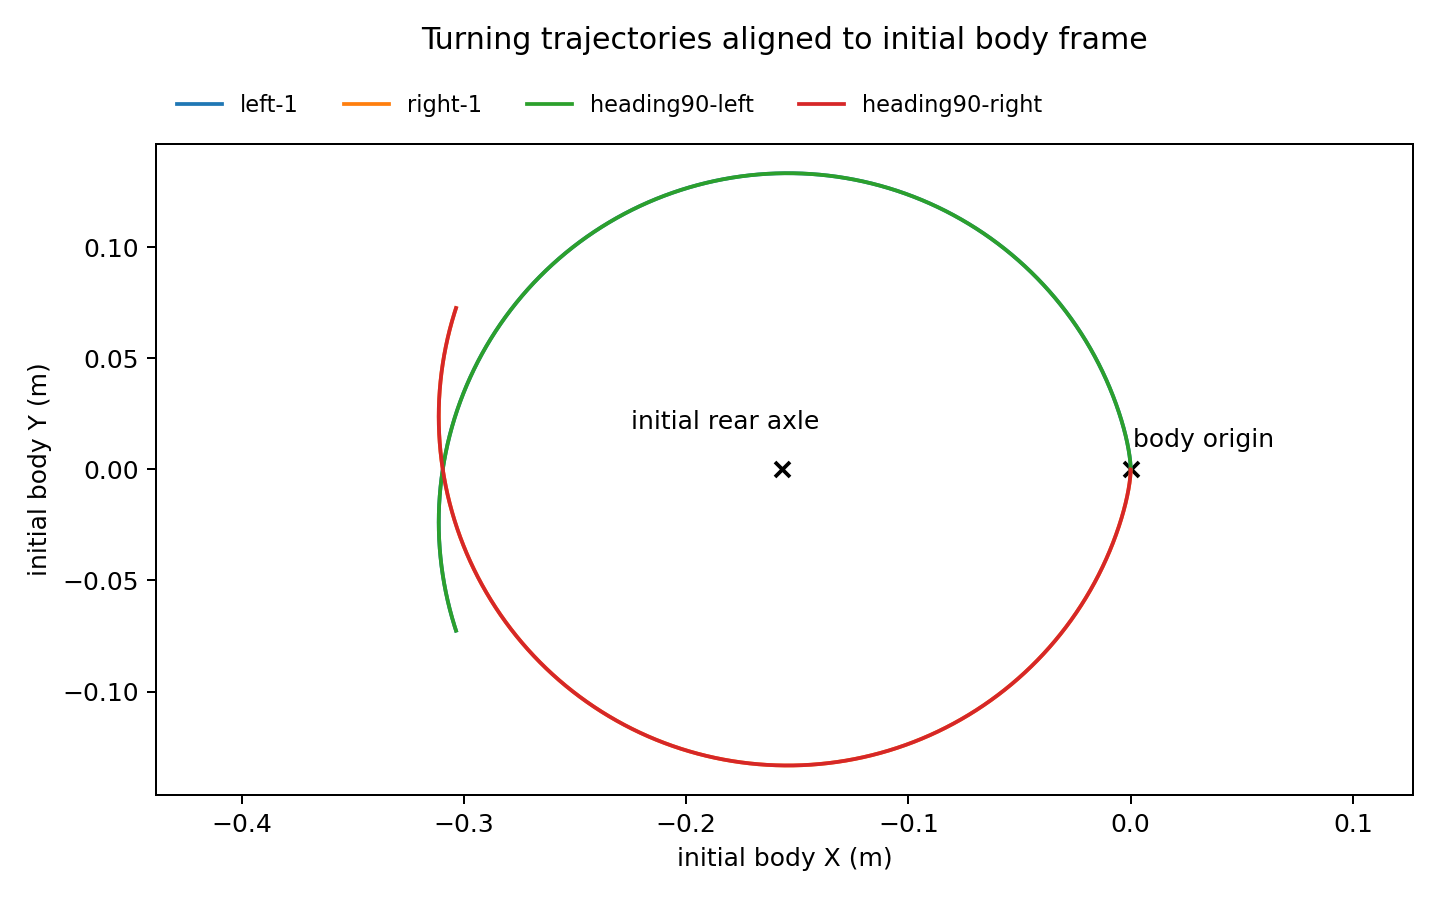 Turning trajectories aligned to initial body frame
left-1 right-1 heading90-left heading90-right
initial body Y (m)
0.10
0.05
0.00
−0.05
−0.10
initial rear axle
body origin
−0.4 −0.3 −0.2 −0.1 0.0 0.1
initial body X (m)